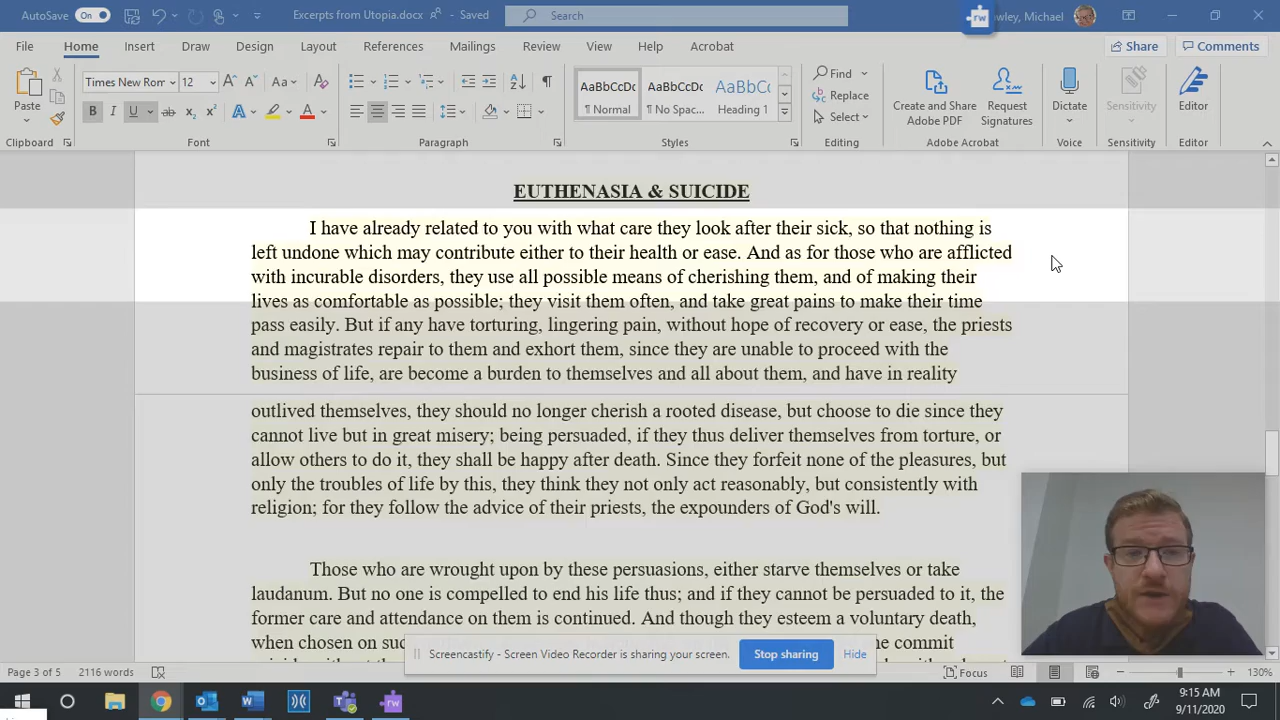 AutoSave On Excerpts from Utopia.docx - Saved Search wley, Michael
File Home Insert Draw Design Layout References Mailings Review View Help Acrobat Share Comments
Paste Times New Ron 12 Aa AaBbCcDc AaBbCcDc AaBbCc Find Replace Select Create and Share Adobe PDF Request Signatures Dictate Sensitivity Editor
B I U ab x₂ x² A A Normal No Spac... Heading 1
Clipboard Font Paragraph Styles Editing Adobe Acrobat Voice Sensitivity Editor
EUTHENASIA & SUICIDE
I have already related to you with what care they look after their sick, so that nothing is
left undone which may contribute either to their health or ease. And as for those who are afflicted
with incurable disorders, they use all possible means of cherishing them, and of making their
lives as comfortable as possible; they visit them often, and take great pains to make their time
pass easily. But if any have torturing, lingering pain, without hope of recovery or ease, the priests
and magistrates repair to them and exhort them, since they are unable to proceed with the
business of life, are become a burden to themselves and all about them, and have in reality
outlived themselves, they should no longer cherish a rooted disease, but choose to die since they
cannot live but in great misery; being persuaded, if they thus deliver themselves from torture, or
allow others to do it, they shall be happy after death. Since they forfeit none of the pleasures, but
only the troubles of life by this, they think they not only act reasonably, but consistently with
religion; for they follow the advice of their priests, the expounders of God's will.
Those who are wrought upon by these persuasions, either starve themselves or take
laudanum. But no one is compelled to end his life thus; and if they cannot be persuaded to it, the
former care and attendance on them is continued. And though they esteem a voluntary death,
when chosen on suc ne commit
Screencastify - Screen Video Recorder is sharing your screen. Stop sharing Hide
Page 3 of 5 2116 words Focus 130%
9:15 AM
9/11/2020